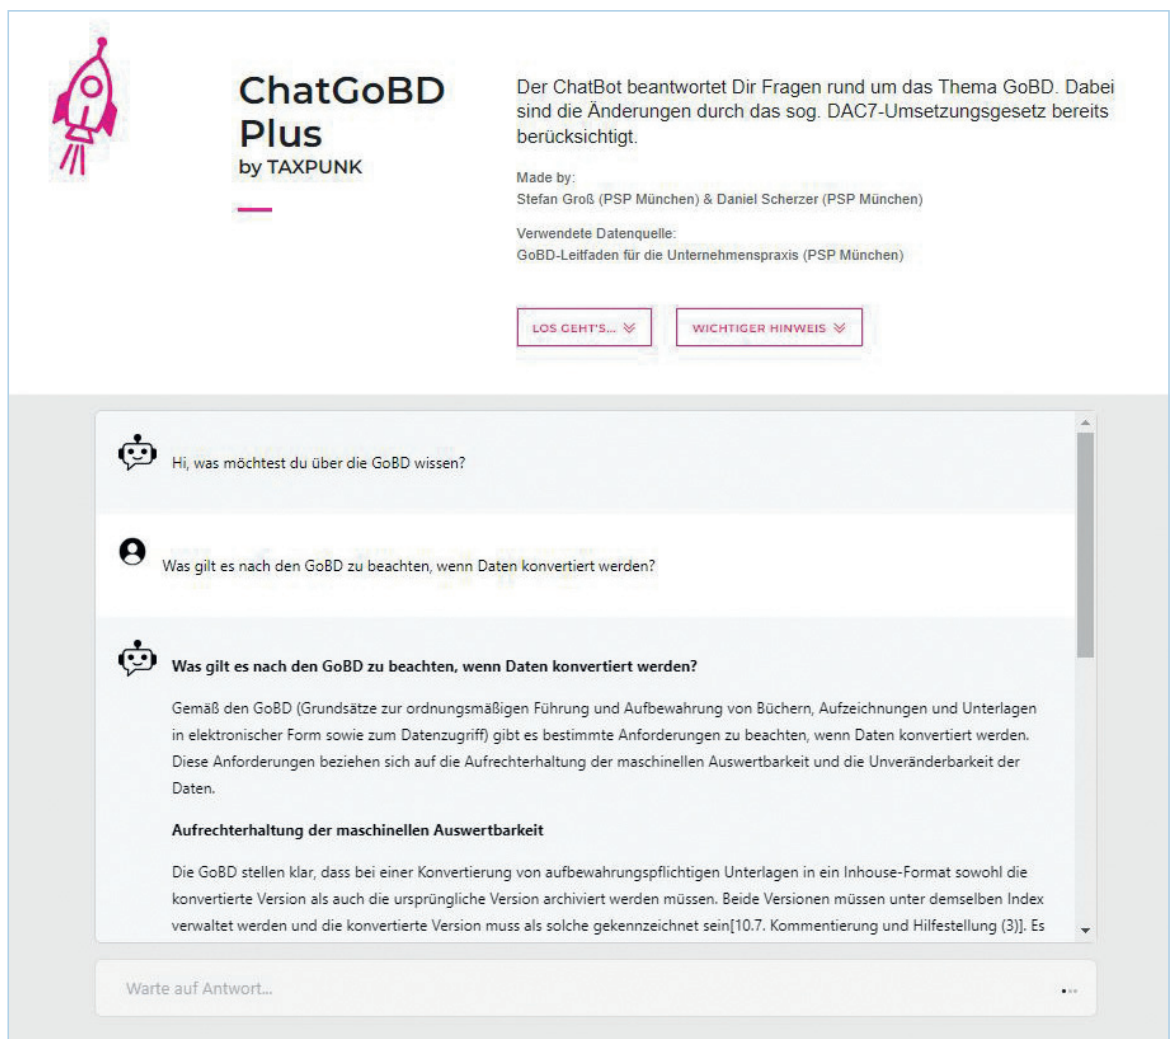 ChatGoBD
Plus
by TAXPUNK
Der ChatBot beantwortet Dir Fragen rund um das Thema GoBD. Dabei
sind die Änderungen durch das sog. DAC7-Umsetzungsgesetz bereits
berücksichtigt.
Made by:
Stefan Groß (PSP München) & Daniel Scherzer (PSP München)
Verwendete Datenquelle:
GoBD-Leitfaden für die Unternehmenspraxis (PSP München)
LOS GEHT'S...
WICHTIGER HINWEIS
Hi, was möchtest du über die GoBD wissen?
Was gilt es nach den GoBD zu beachten, wenn Daten konvertiert werden?
Was gilt es nach den GoBD zu beachten, wenn Daten konvertiert werden?
Gemäß den GoBD (Grundsätze zur ordnungsmäßigen Führung und Aufbewahrung von Büchern, Aufzeichnungen und Unterlagen
in elektronischer Form sowie zum Datenzugriff) gibt es bestimmte Anforderungen zu beachten, wenn Daten konvertiert werden.
Diese Anforderungen beziehen sich auf die Aufrechterhaltung der maschinellen Auswertbarkeit und die Unveränderbarkeit der
Daten.
Aufrechterhaltung der maschinellen Auswertbarkeit
Die GoBD stellen klar, dass bei einer Konvertierung von aufbewahrungspflichtigen Unterlagen in ein Inhouse-Format sowohl die
konvertierte Version als auch die ursprüngliche Version archiviert werden müssen. Beide Versionen müssen unter demselben Index
verwaltet werden und die konvertierte Version muss als solche gekennzeichnet sein[10.7. Kommentierung und Hilfestellung (3)]. Es
Warte auf Antwort...